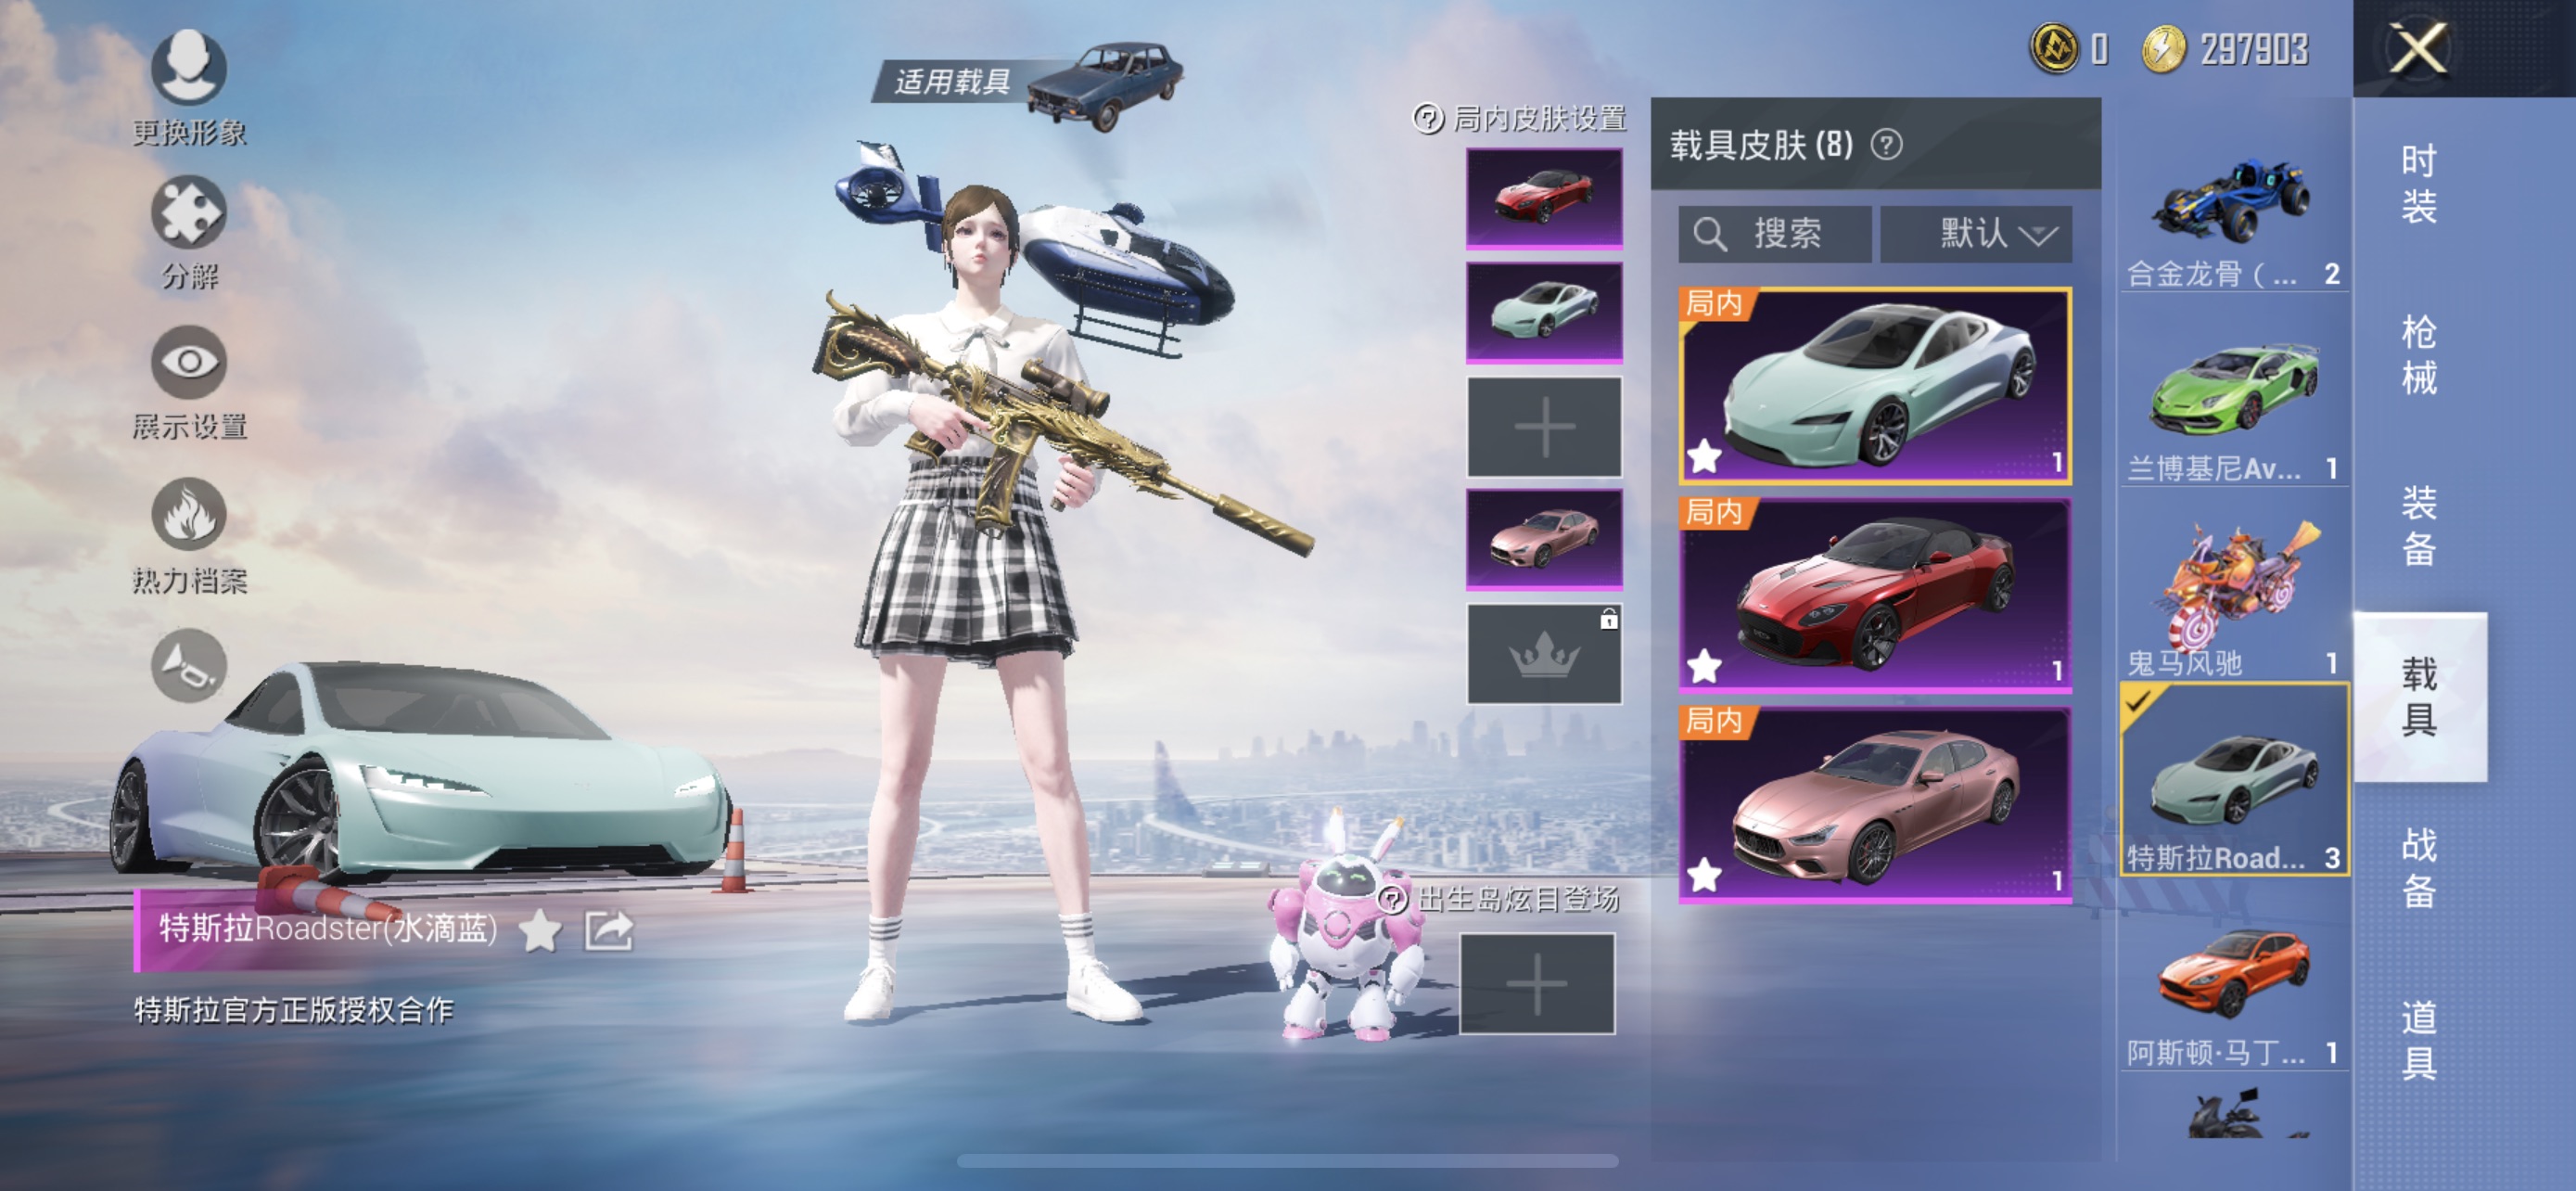 更换形象
分解
展示设置
热力档案
适用载具
0
297903
局内皮肤设置
载具皮肤(8)
搜索
默认
局内
1
局内
1
局内
1
合金龙骨（...
2
兰博基尼Av...
1
鬼马风驰
1
特斯拉Road...
3
阿斯顿·马丁...
1
时装
枪械
装备
载具
战备
道具
特斯拉Roadster(水滴蓝)
特斯拉官方正版授权合作
出生岛炫目登场